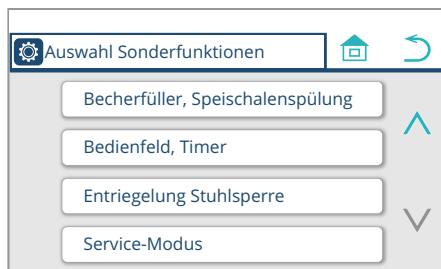 Auswahl Sonderfunktionen
Becherfüller, Speischalenspülung
Bedienfeld, Timer
Entriegelung Stuhlsperre
Service-Modus